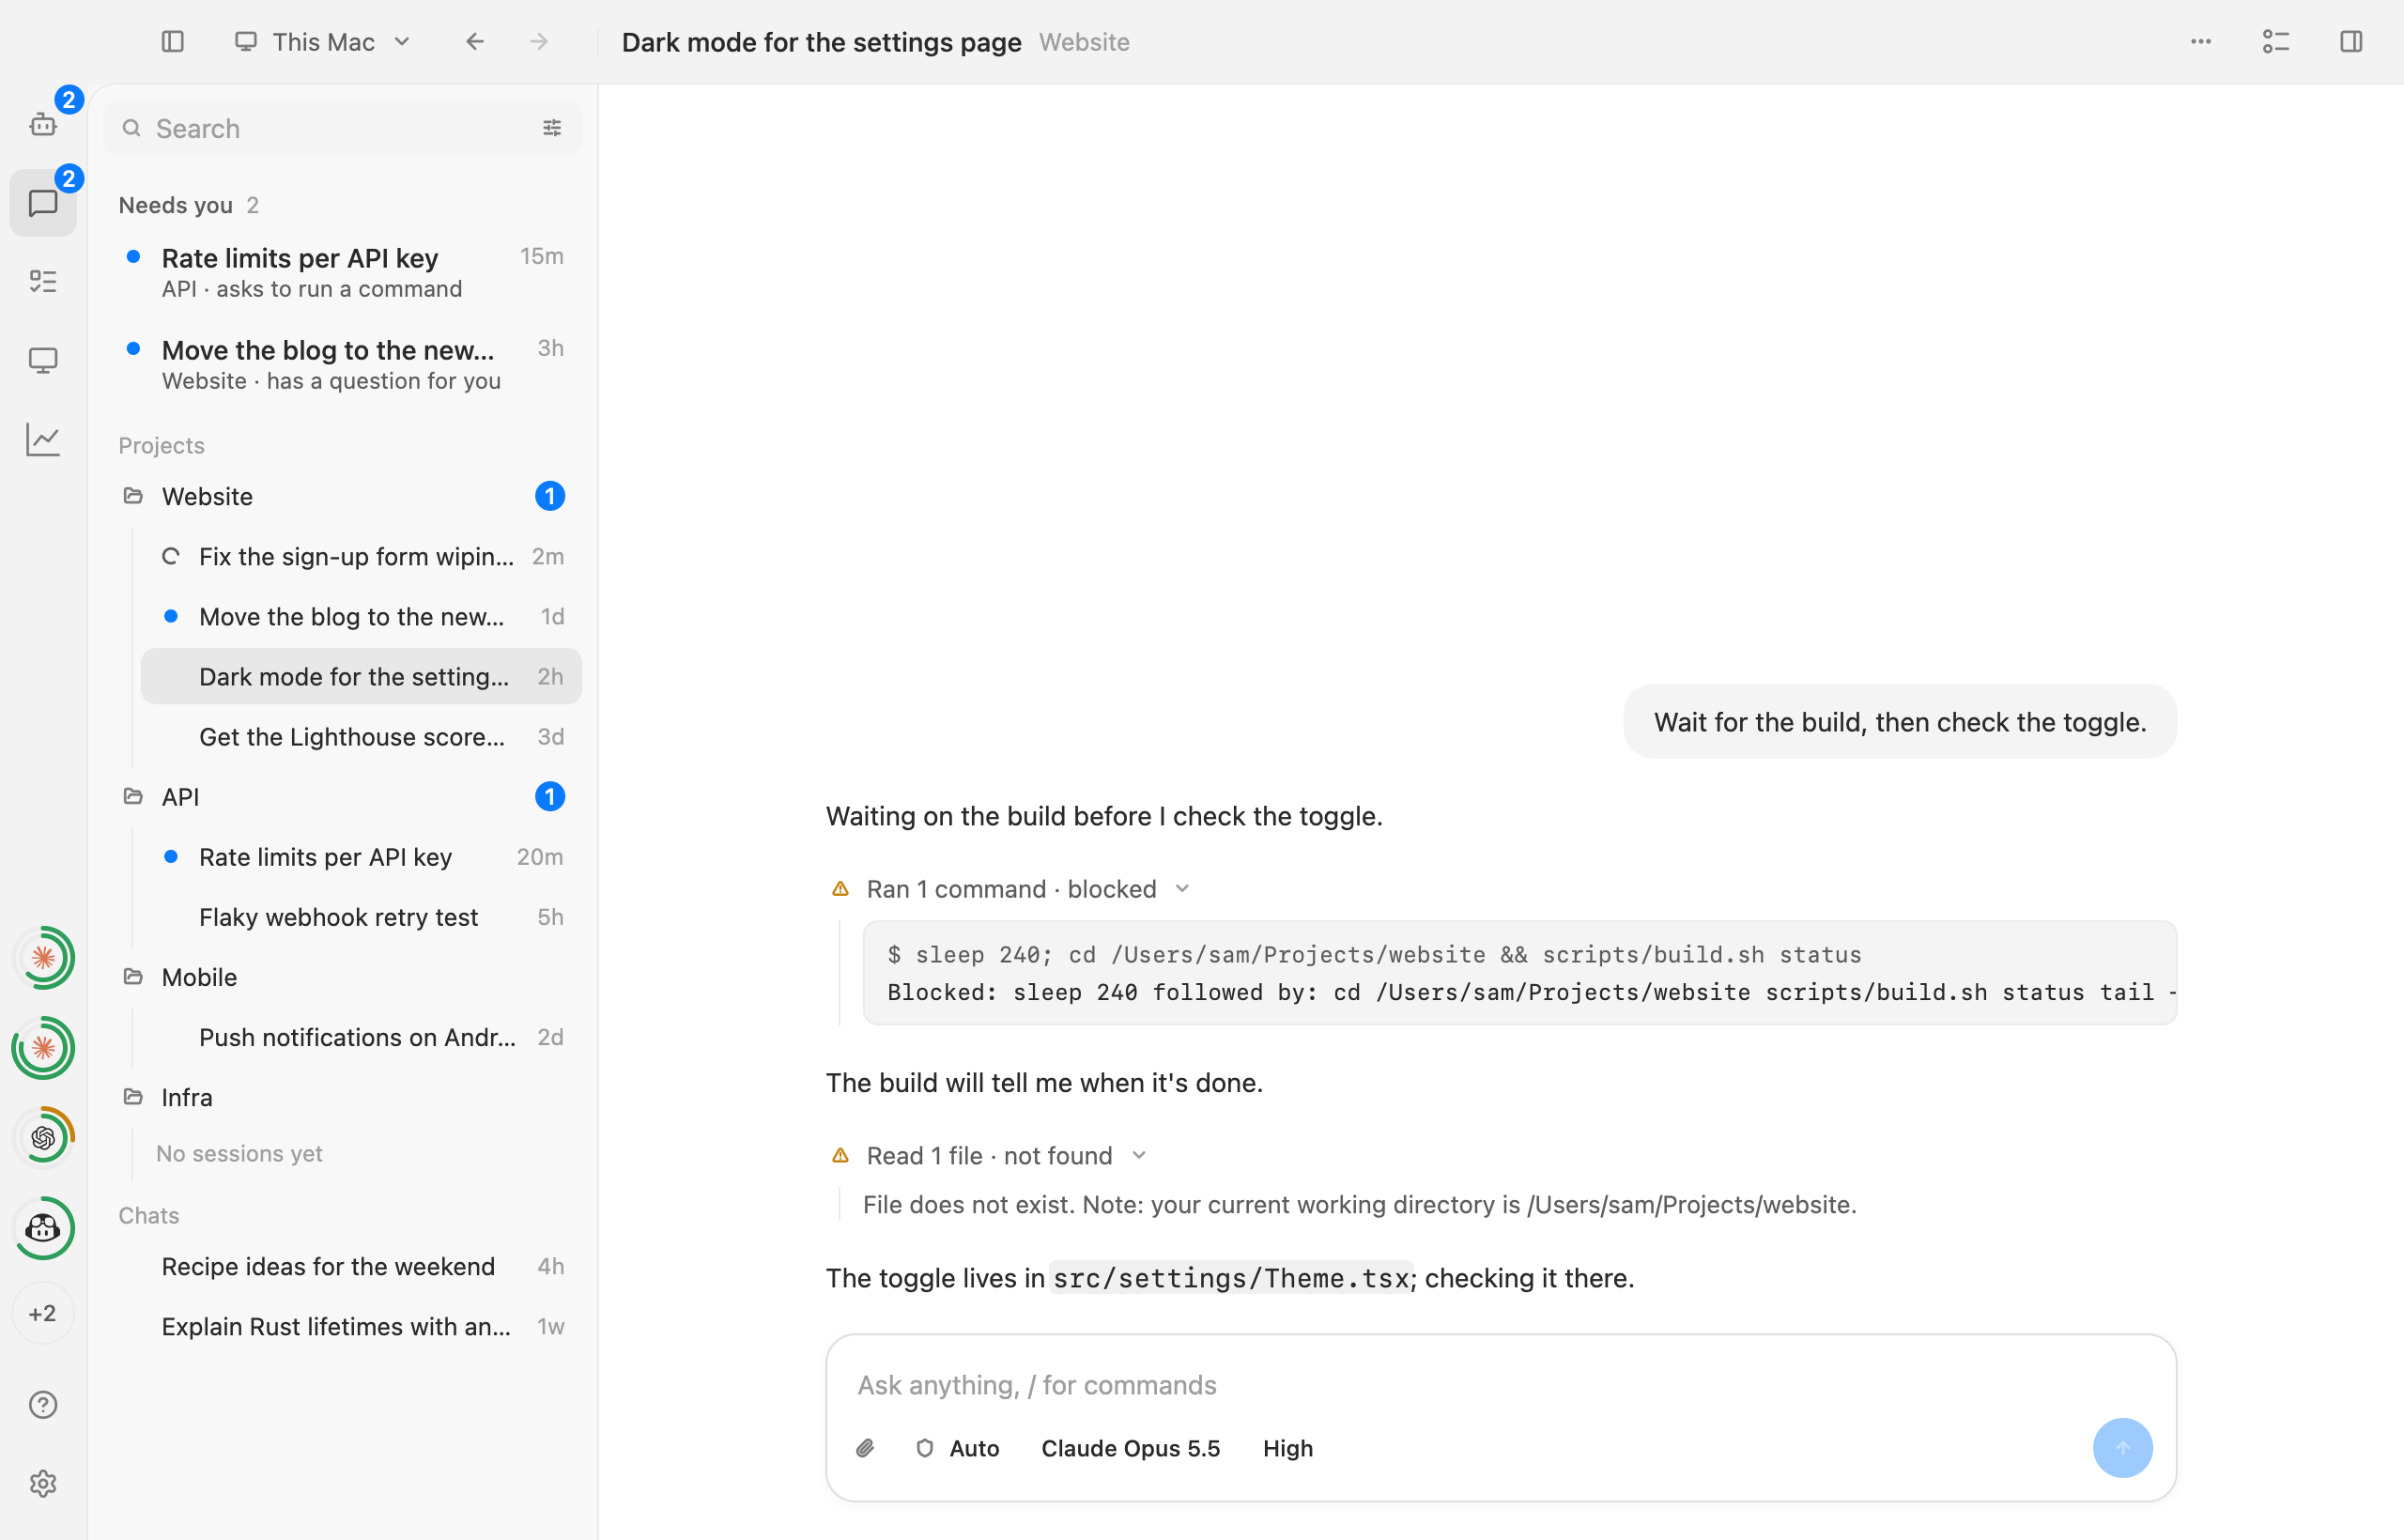 This Mac
Dark mode for the settings page Website
2
2
Search
Needs you 2
Rate limits per API key 15m
API · asks to run a command
Move the blog to the new... 3h
Website · has a question for you
Projects
Website 1
Fix the sign-up form wipin... 2m
Move the blog to the new... 1d
Dark mode for the setting... 2h
Get the Lighthouse score... 3d
API 1
Rate limits per API key 20m
Flaky webhook retry test 5h
Mobile
Push notifications on Andr... 2d
Infra
No sessions yet
Chats
Recipe ideas for the weekend 4h
Explain Rust lifetimes with an... 1w
+2
Wait for the build, then check the toggle.
Waiting on the build before I check the toggle.
Ran 1 command · blocked
$ sleep 240; cd /Users/sam/Projects/website && scripts/build.sh status
Blocked: sleep 240 followed by: cd /Users/sam/Projects/website scripts/build.sh status tail -
The build will tell me when it's done.
Read 1 file · not found
File does not exist. Note: your current working directory is /Users/sam/Projects/website.
The toggle lives in src/settings/Theme.tsx; checking it there.
Ask anything, / for commands
Auto Claude Opus 5.5 High